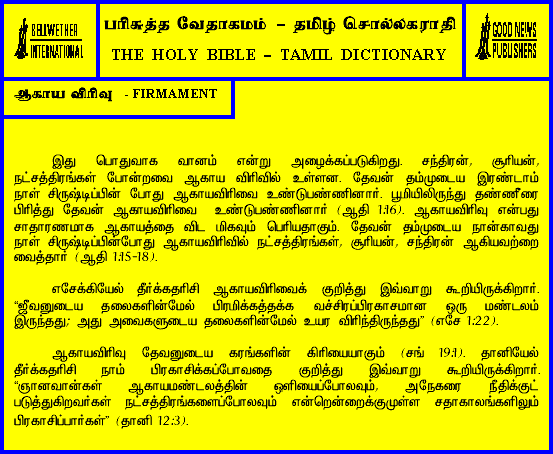 BELLWETHER
INTERNATIONAL
பரிசுத்த வேதாகமம் – தமிழ் சொல்லகராதி
THE HOLY BIBLE – TAMIL DICTIONARY
GOOD NEWS
PUBLISHERS
ஆகாய விரிவு - FIRMAMENT
இது பொதுவாக வானம் என்று அழைக்கப்படுகிறது. சந்திரன், சூரியன்,
நட்சத்திரங்கள் போன்றவை ஆகாய விரிவில் உள்ளன. தேவன் தம்முடைய இரண்டாம்
நாள் சிருஷ்டிப்பின் போது ஆகாயவிரிவை உண்டுபண்ணினார். பூமியிலிருந்து தண்ணீரை
பிரித்து தேவன் ஆகாயவிரிவை உண்டுபண்ணினார் (ஆதி 1:16). ஆகாயவிரிவு என்பது
சாதாரணமாக ஆகாயத்தை விட மிகவும் பெரியதாகும். தேவன் தம்முடைய நான்காவது
நாள் சிருஷ்டிப்பின்போது ஆகாயவிரிவில் நட்சத்திரங்கள், சூரியன், சந்திரன் ஆகியவற்றை
வைத்தார் (ஆதி 1:15-18).
எசேக்கியேல் தீர்க்கதரிசி ஆகாயவிரிவைக் குறித்து இவ்வாறு கூறியிருக்கிறார்.
“ஜீவனுடைய தலைகளின்மேல் பிரமிக்கத்தக்க வச்சிரப்பிரகாசமான ஒரு மண்டலம்
இருந்தது; அது அவைகளுடைய தலைகளின்மேல் உயர விரிந்திருந்தது” (எசே 1:22).
ஆகாயவிரிவு தேவனுடைய கரங்களின் கிரியையாகும் (சங் 19:1). தானியேல்
தீர்க்கதரிசி நாம் பிரகாசிக்கப்போவதை குறித்து இவ்வாறு கூறியிருக்கிறார்.
“ஞானவான்கள் ஆகாயமண்டலத்தின் ஒளியைப்போலவும், அநேகரை நீதிக்குட்
படுத்துகிறவர்கள் நட்சத்திரங்களைப்போலவும் என்றென்றைக்குமுள்ள சதாகாலங்களிலும்
பிரகாசிப்பார்கள்” (தானி 12:3).